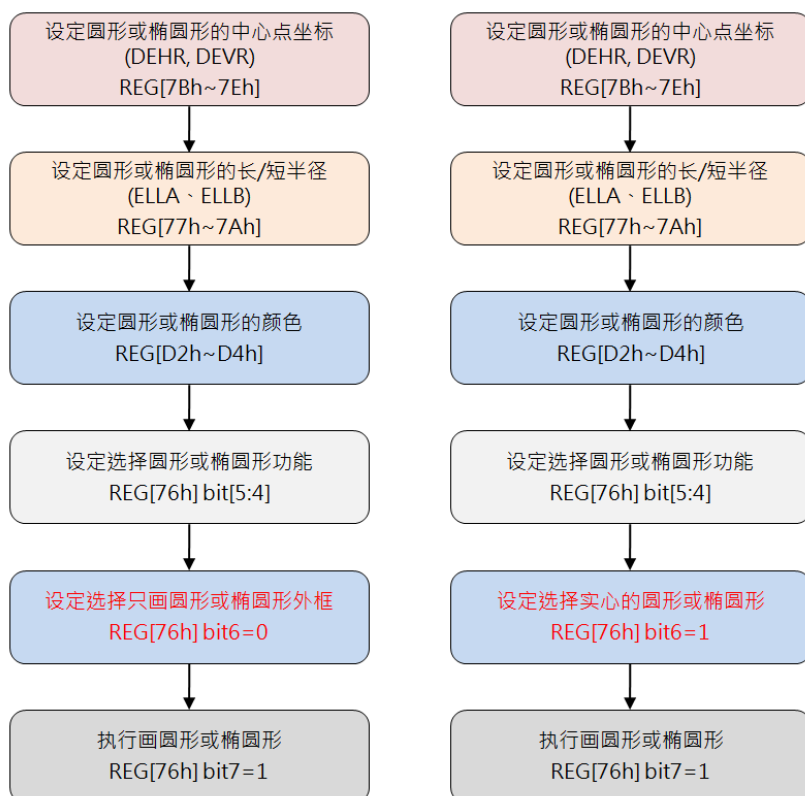 设定圆形或椭圆形的中心点坐标
(DEHR, DEVR)
REG[7Bh~7Eh]
设定圆形或椭圆形的长/短半径
(ELLA、ELLB)
REG[77h~7Ah]
设定圆形或椭圆形的颜色
REG[D2h~D4h]
设定选择圆形或椭圆形功能
REG[76h] bit[5:4]
设定选择只画圆形或椭圆形外框
REG[76h] bit6=0
执行画圆形或椭圆形
REG[76h] bit7=1
设定圆形或椭圆形的中心点坐标
(DEHR, DEVR)
REG[7Bh~7Eh]
设定圆形或椭圆形的长/短半径
(ELLA、ELLB)
REG[77h~7Ah]
设定圆形或椭圆形的颜色
REG[D2h~D4h]
设定选择圆形或椭圆形功能
REG[76h] bit[5:4]
设定选择实心的圆形或椭圆形
REG[76h] bit6=1
执行画圆形或椭圆形
REG[76h] bit7=1